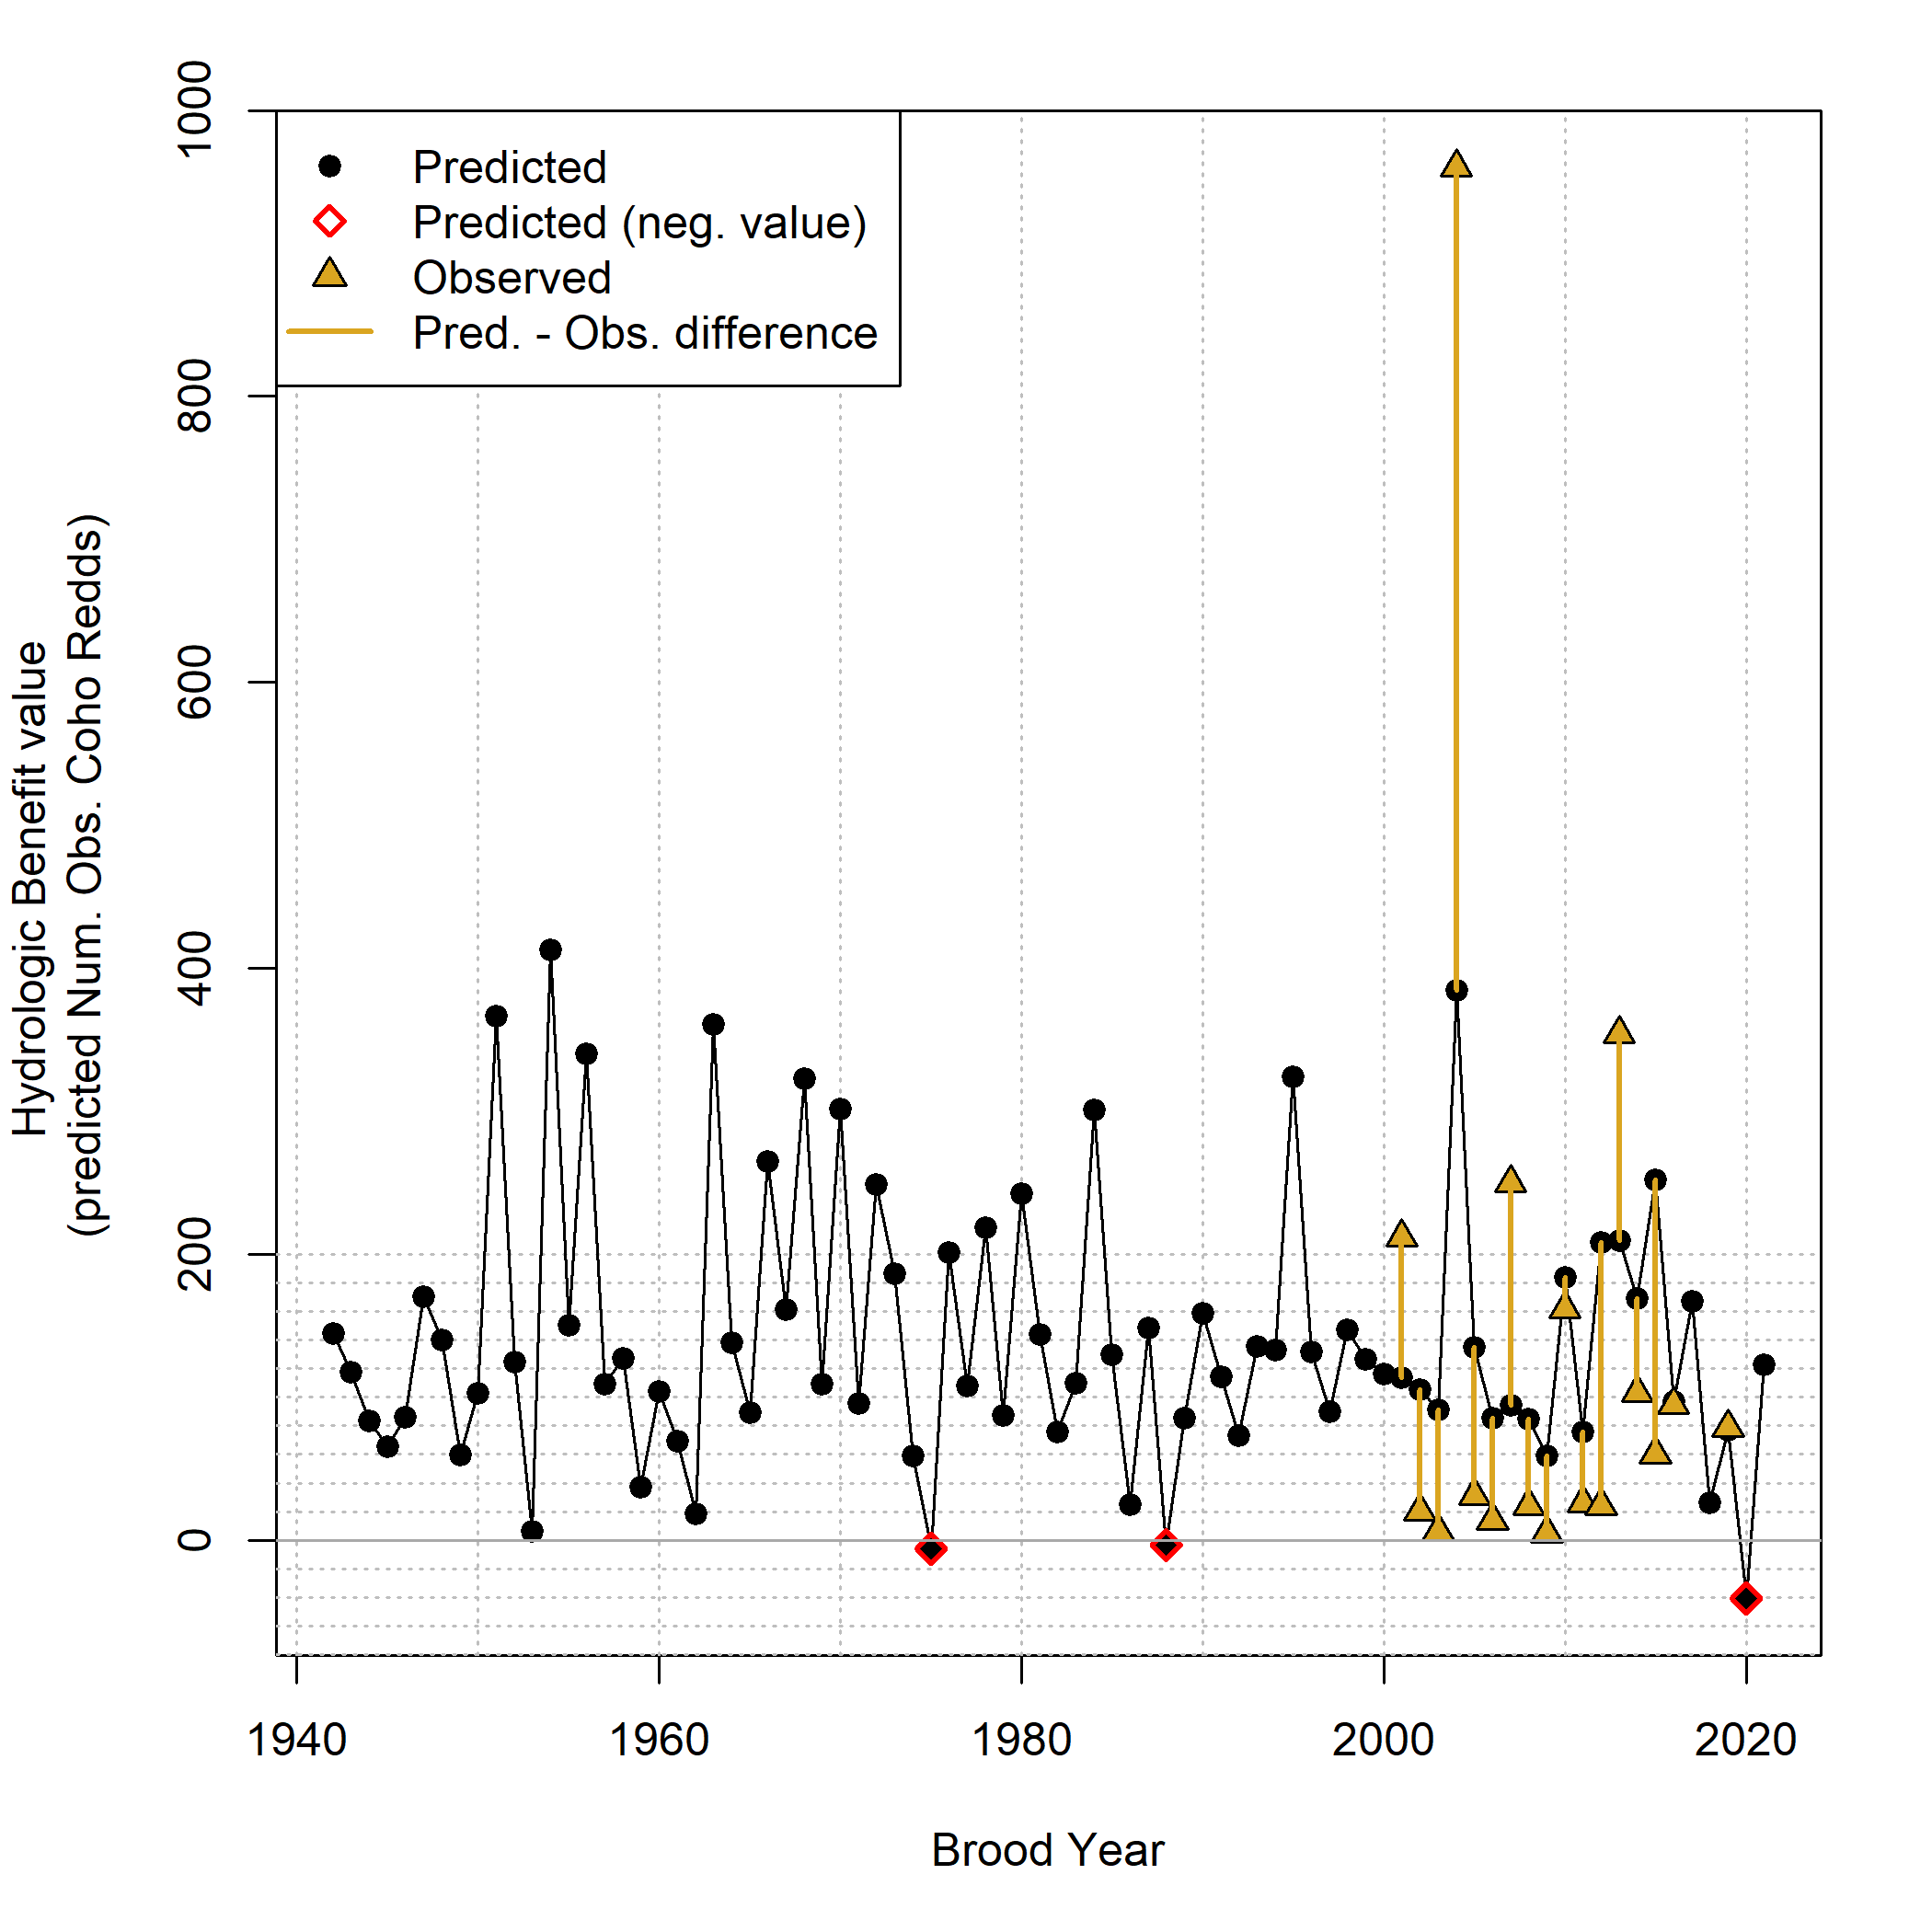 Predicted
Predicted (neg. value)
Observed
Pred. - Obs. difference
Hydrologic Benefit value
(predicted Num. Obs. Coho Redds)
1000
800
600
400
200
0
1940 1960 1980 2000 2020
Brood Year